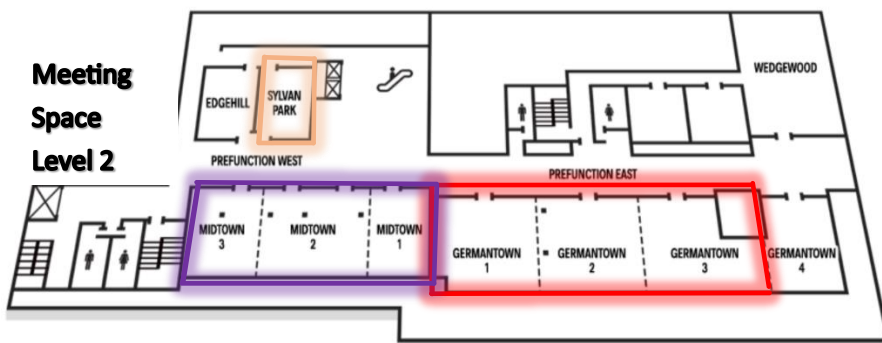 Meeting
Space
Level 2
WEDGEWOOD
EDGEHILL
SYLVAN
PARK
PREFUNCTION WEST
PREFUNCTION EAST
MIDTOWN
3
MIDTOWN
2
MIDTOWN
1
GERMANTOWN
1
GERMANTOWN
2
GERMANTOWN
3
GERMANTOWN
4